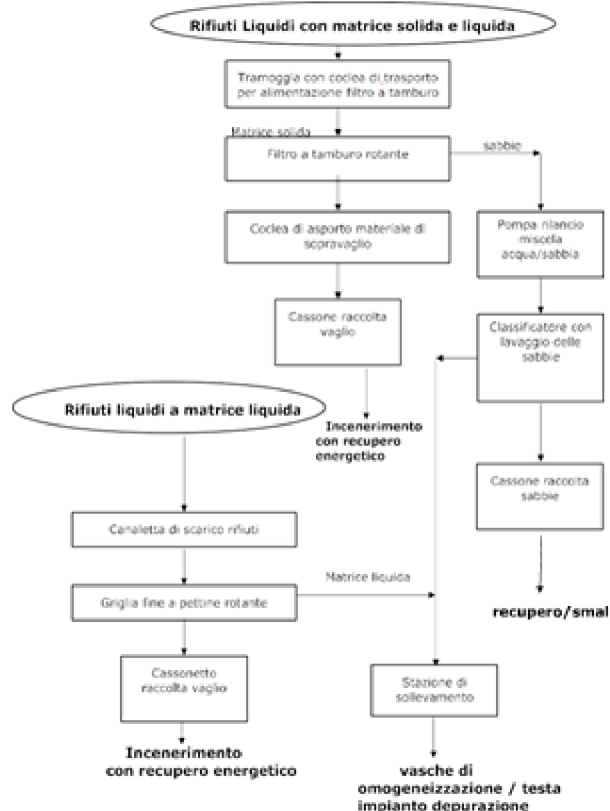 Rifiuti Liquidi con matrice solida e liquida
Tramoggia con coclea di trasporto
per alimentazione filtro a tamburo
Matrice solida
Filtro a tamburo rotante
sabbie
Coclea di asporto materiale di
sopravaglio
Pompa rilancio
miscela
acqua/sabbia
Cassone raccolta
vaglio
Classificatore con
lavaggio delle
sabbie
Rifiuti liquidi a matrice liquida
Incenerimento
con recupero
energetico
Cassone raccolta
sabbie
Canaletta di scarico rifiuti
Matrice liquida
Griglia fine a pettine rotante
recupero/smal
Cassonetto
raccolta vaglio
Stazione di
sollevamento
Incenerimento
con recupero energetico
vasche di
omogeneizzazione / testa
impianto depurazione